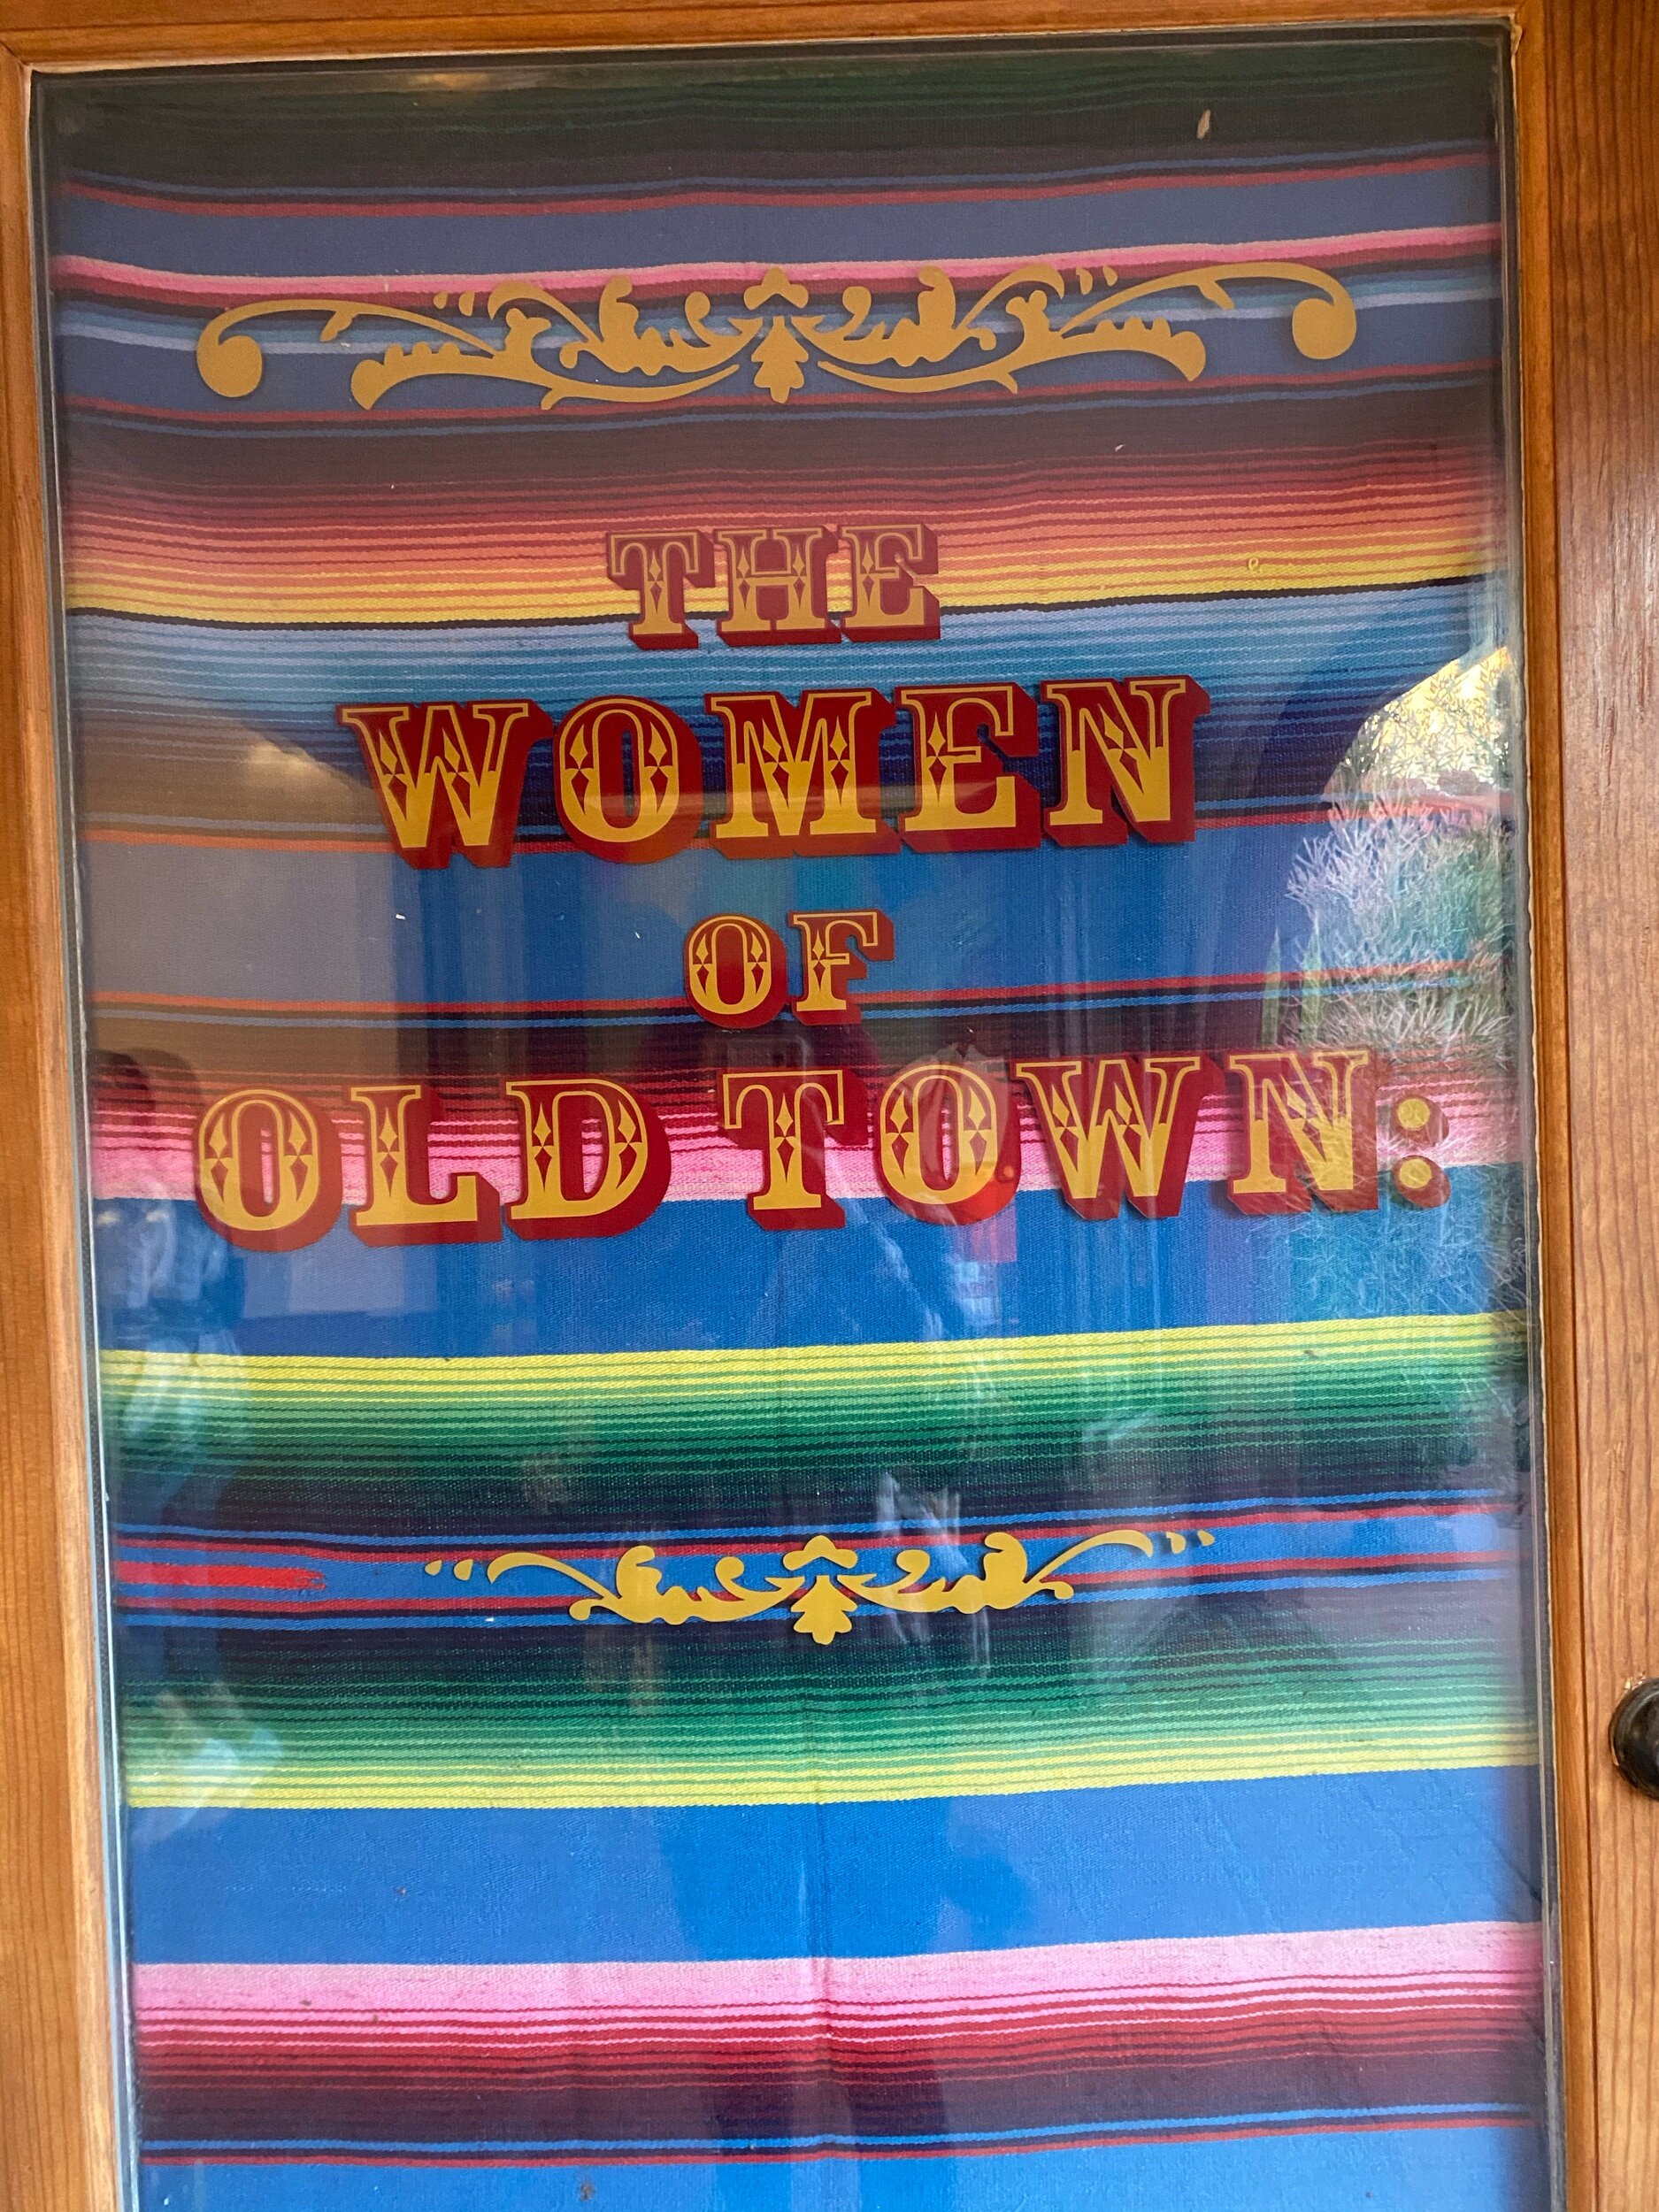 THE
WOMEN
OF
OLD TOWN: